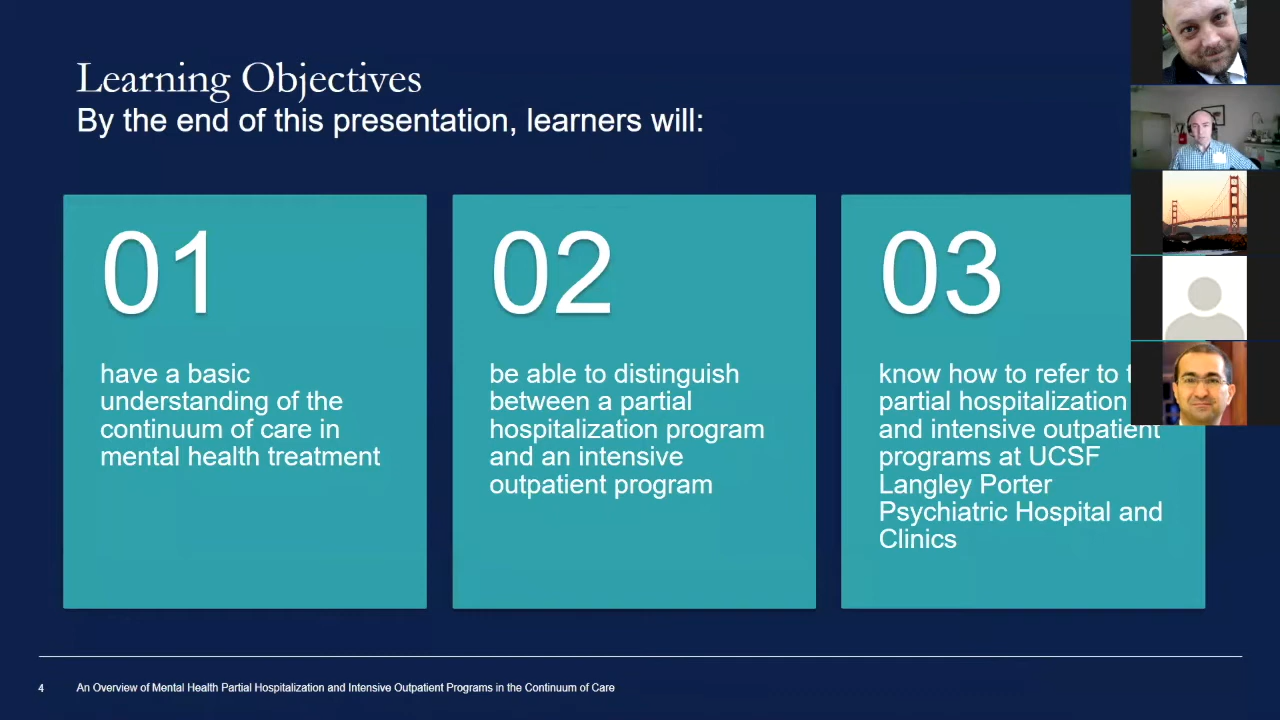 Learning Objectives
By the end of this presentation, learners will:
01
have a basic
understanding of the
continuum of care in
mental health treatment
02
be able to distinguish
between a partial
hospitalization program
and an intensive
outpatient program
03
know how to refer to
partial hospitalization
and intensive outpatient
programs at UCSF
Langley Porter
Psychiatric Hospital and
Clinics
4
An Overview of Mental Health Partial Hospitalization and Intensive Outpatient Programs in the Continuum of Care